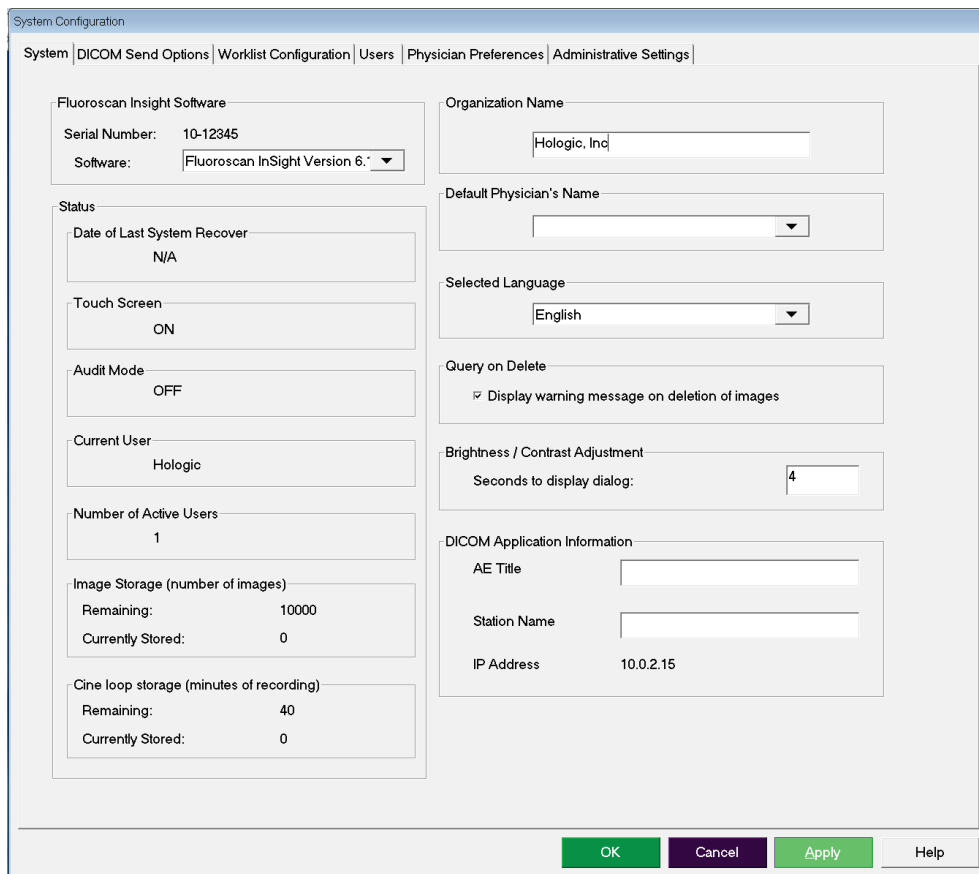 System Configuration
System DICOM Send Options Worklist Configuration Users Physician Preferences Administrative Settings
Fluoroscan Insight Software
Serial Number: 10-12345
Software: Fluoroscan InSight Version 6.
Status
Date of Last System Recover
N/A
Touch Screen
ON
Audit Mode
OFF
Current User
Hologic
Number of Active Users
1
Image Storage (number of images)
Remaining: 10000
Currently Stored: 0
Cine loop storage (minutes of recording)
Remaining: 40
Currently Stored: 0
Organization Name
Hologic, Inc
Default Physician's Name
Selected Language
English
Query on Delete
Display warning message on deletion of images
Brightness / Contrast Adjustment
Seconds to display dialog: 4
DICOM Application Information
AE Title
Station Name
IP Address 10.0.2.15
OK Cancel Apply Help